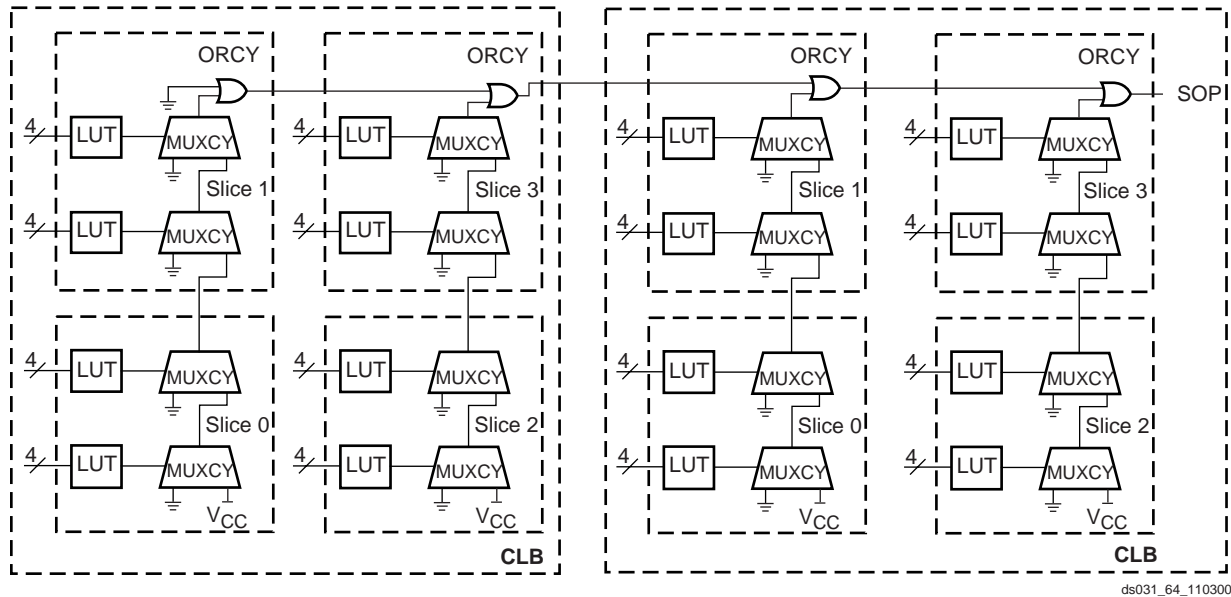 ORCY ORCY ORCY ORCY
SOP
4 LUT MUXCY 4 LUT MUXCY 4 LUT MUXCY 4 LUT MUXCY
Slice 1 Slice 3 Slice 1 Slice 3
4 LUT MUXCY 4 LUT MUXCY 4 LUT MUXCY 4 LUT MUXCY
4 LUT MUXCY 4 LUT MUXCY 4 LUT MUXCY 4 LUT MUXCY
Slice 0 Slice 2 Slice 0 Slice 2
4 LUT MUXCY 4 LUT MUXCY 4 LUT MUXCY 4 LUT MUXCY
VCC VCC VCC VCC
CLB CLB
ds031_64_110300